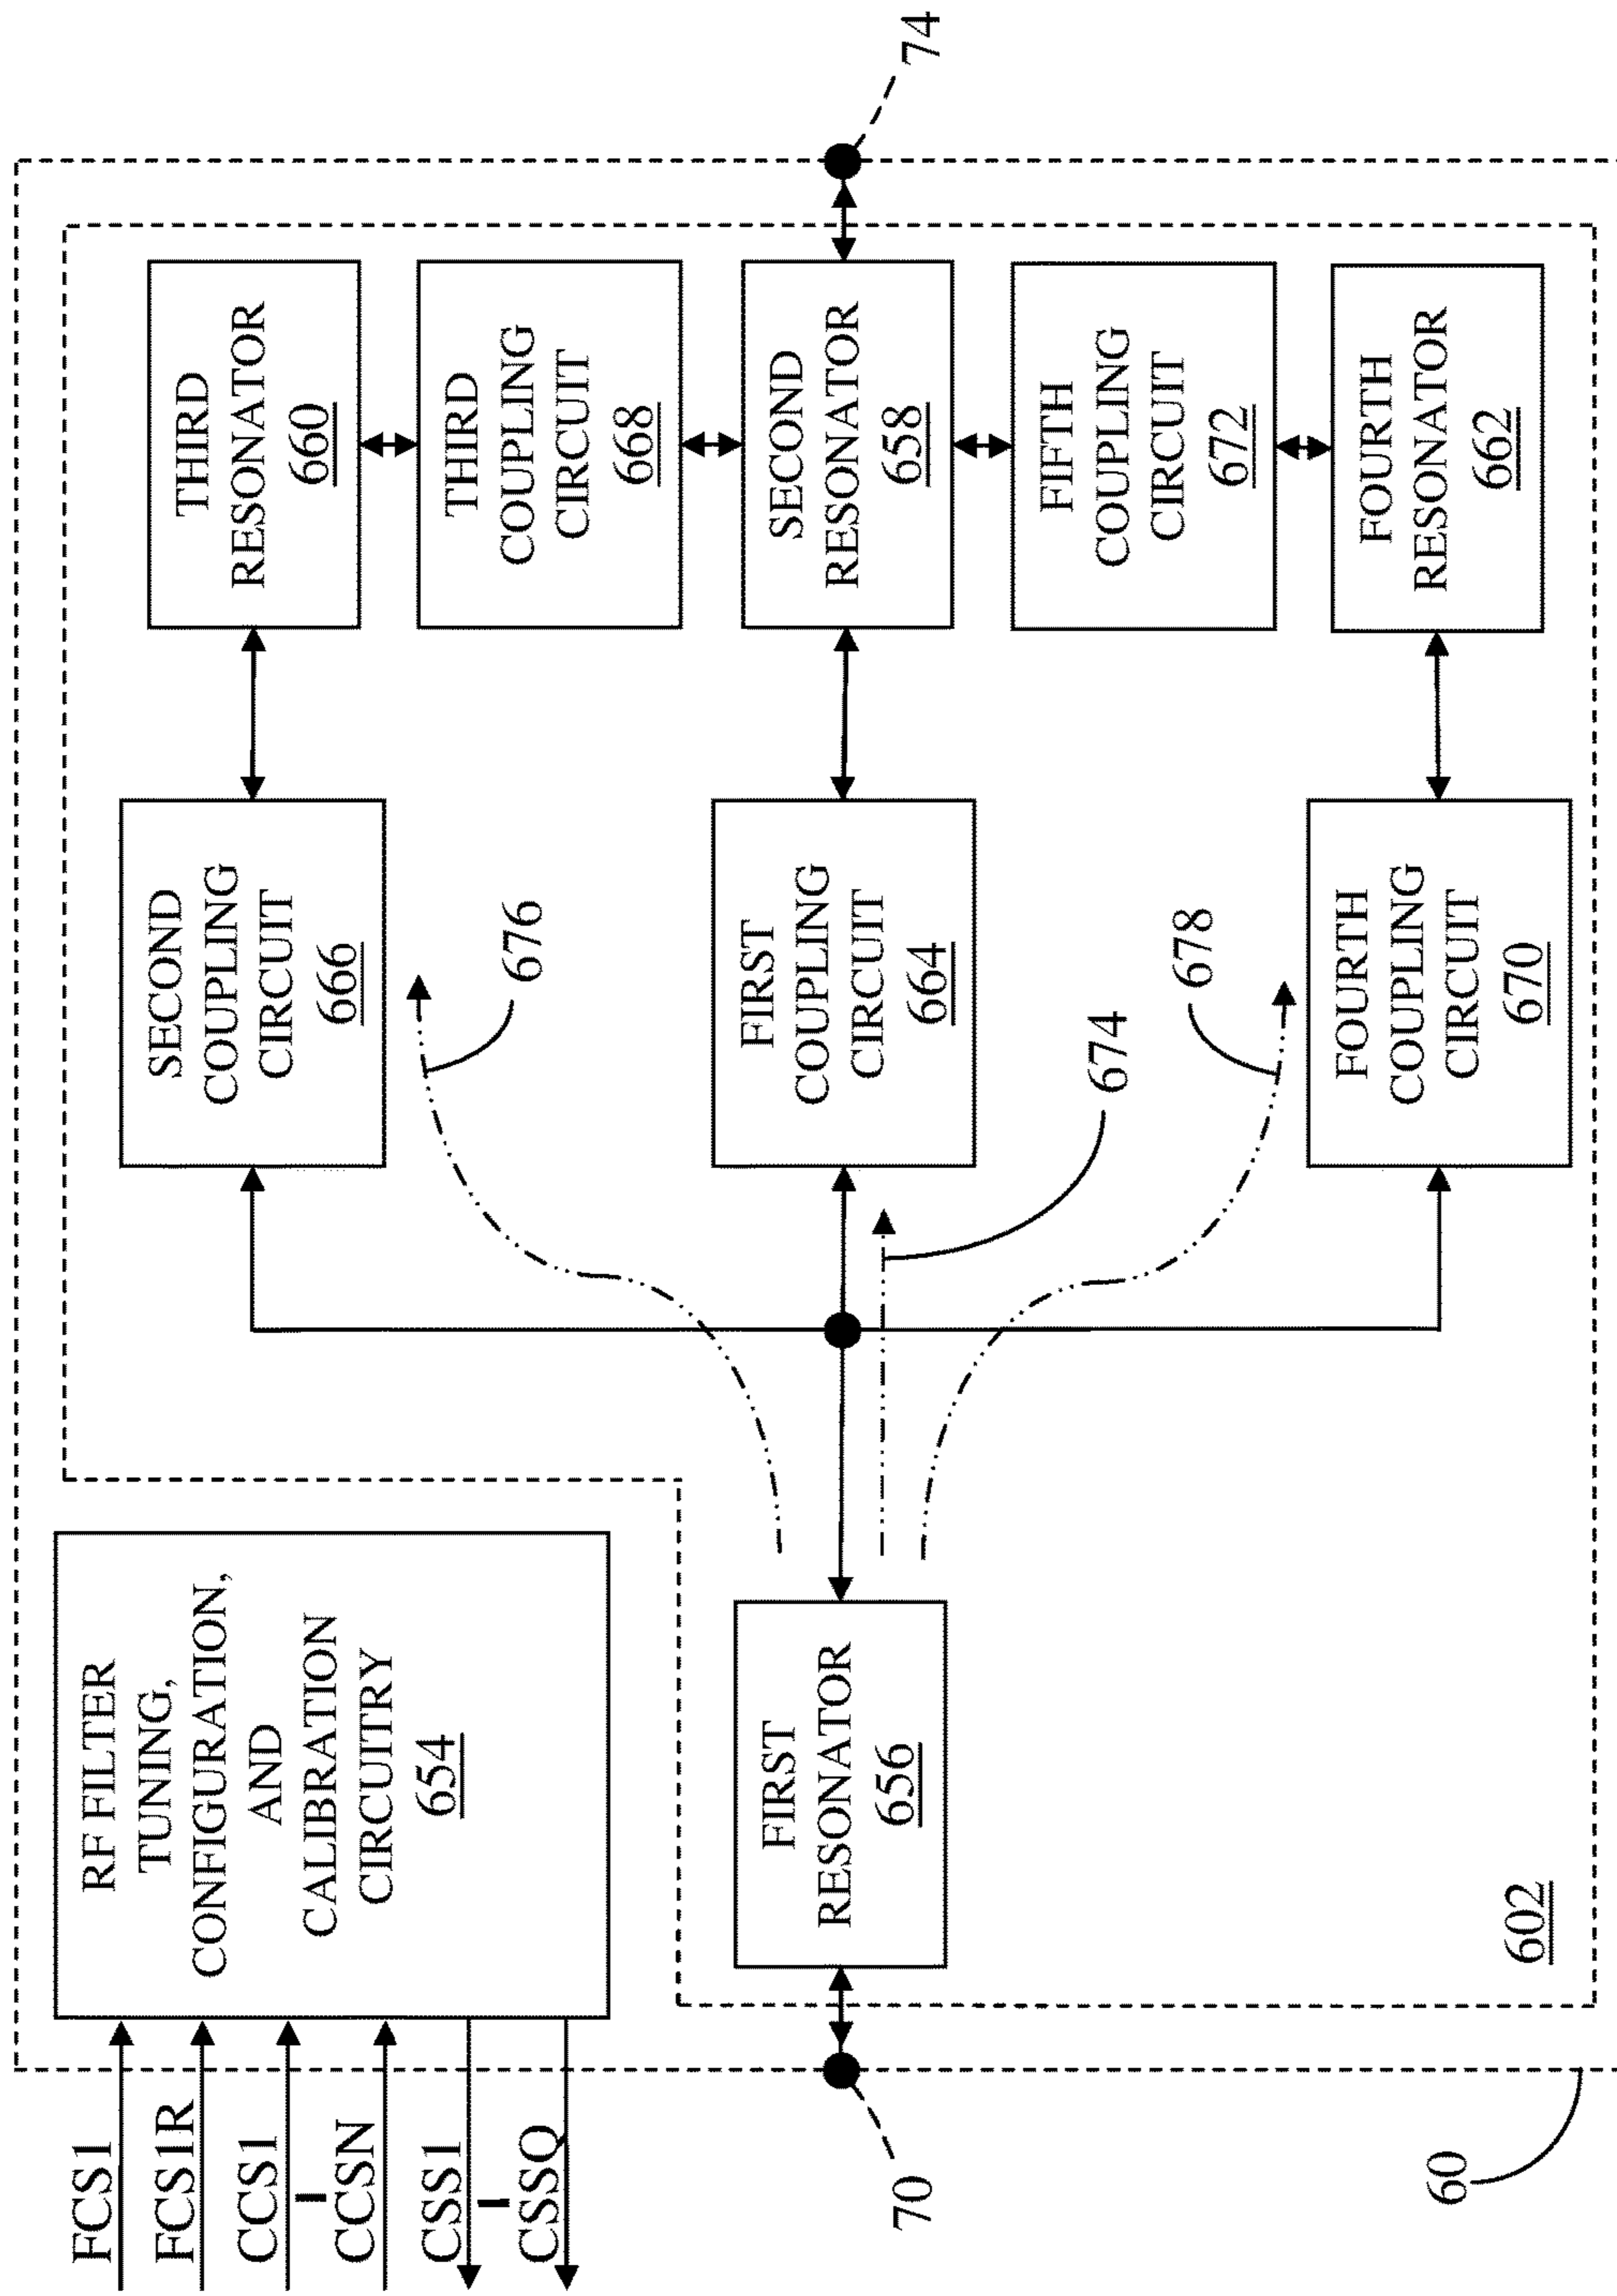 FCS1
FCS1R
CCS1
CCSN
CSS1
CSSQ
RF FILTER
TUNING,
CONFIGURATION,
AND
CALIBRATION
CIRCUITRY
654
SECOND
COUPLING
CIRCUIT
666
THIRD
RESONATOR
660
676
THIRD
COUPLING
CIRCUIT
668
70
FIRST
RESONATOR
656
FIRST
COUPLING
CIRCUIT
664
SECOND
RESONATOR
658
74
674
678
FIFTH
COUPLING
CIRCUIT
672
FOURTH
COUPLING
CIRCUIT
670
FOURTH
RESONATOR
662
602
60